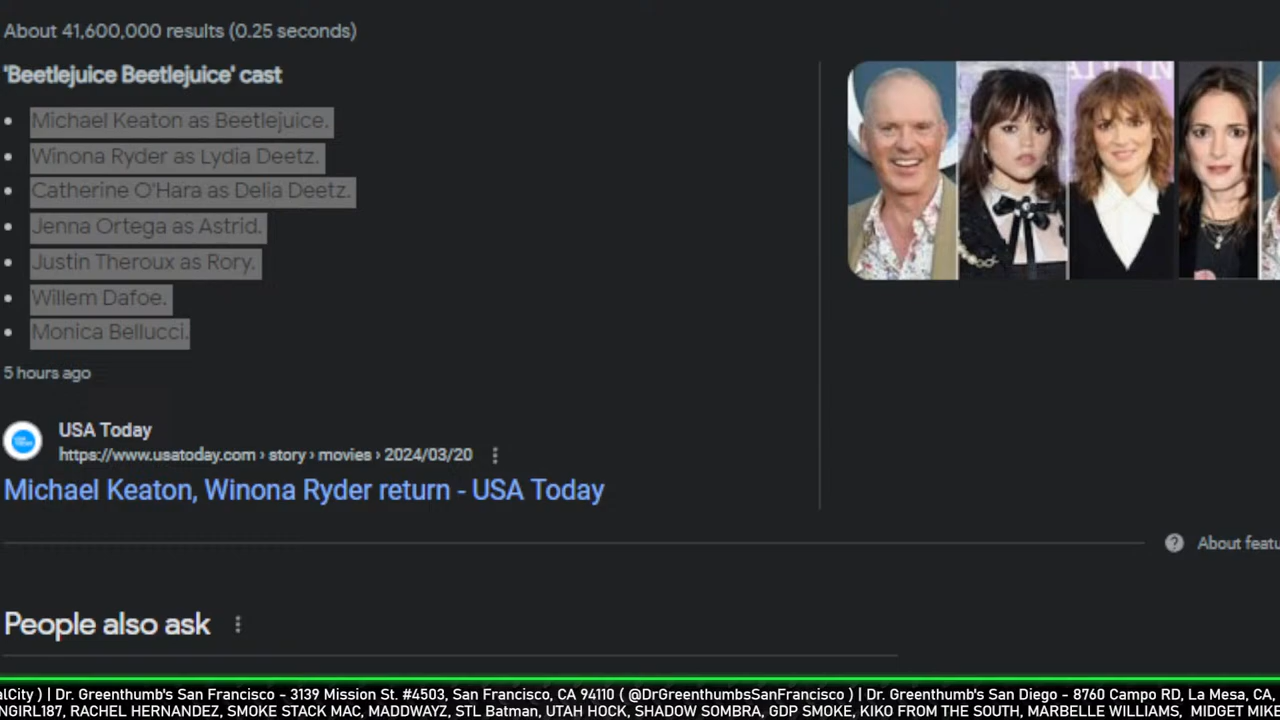 About 41,600,000 results (0.25 seconds)
'Beetlejuice Beetlejuice' cast
Michael Keaton as Beetlejuice.
Winona Ryder as Lydia Deetz.
Catherine O'Hara as Delia Deetz.
Jenna Ortega as Astrid.
Justin Theroux as Rory.
Willem Dafoe.
Monica Bellucci.
5 hours ago
USA Today
https://www.usatoday.com › story › movies › 2024/03/20
Michael Keaton, Winona Ryder return - USA Today
About featu
People also ask
alCity ) | Dr. Greenthumb's San Francisco - 3139 Mission St. #4503, San Francisco, CA 94110 ( @DrGreenthumbsSanFrancisco ) | Dr. Greenthumb's San Diego - 8760 Campo RD, La Mesa, CA,
NGIRL187, RACHEL HERNANDEZ, SMOKE STACK MAC, MADDWAYZ, STL Batman, UTAH HOCK, SHADOW SOMBRA, GDP SMOKE, KIKO FROM THE SOUTH, MARBELLE WILLIAMS, MIDGET MIKE